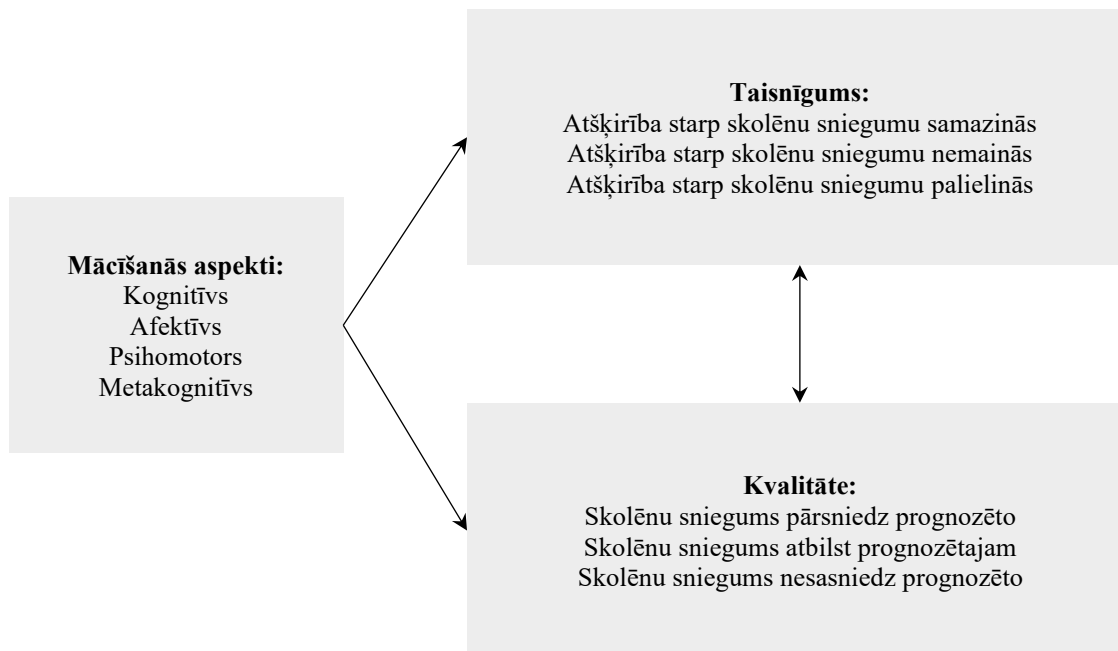 Mācīšanās aspekti:
Kognitīvs
Afektīvs
Psihomotors
Metakognitīvs
Taisnīgums:
Atšķirība starp skolēnu sniegumu samazinās
Atšķirība starp skolēnu sniegumu nemainās
Atšķirība starp skolēnu sniegumu palielinās
Kvalitāte:
Skolēnu sniegums pārsniedz prognozēto
Skolēnu sniegums atbilst prognozētajam
Skolēnu sniegums nesasniedz prognozēto